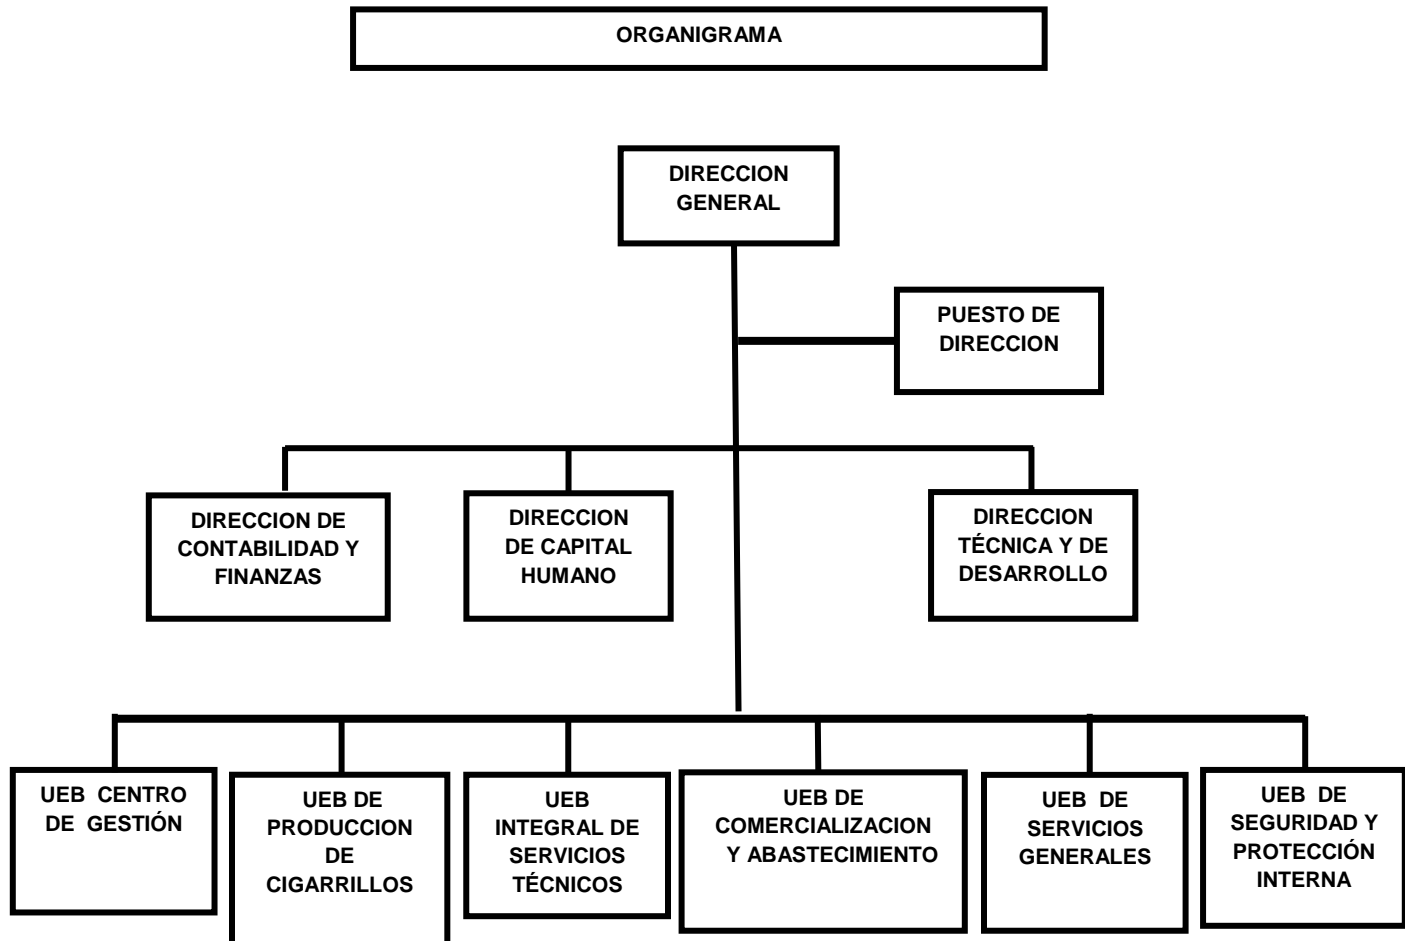 ORGANIGRAMA
DIRECCION
GENERAL
PUESTO DE
DIRECCION
DIRECCION DE
CONTABILIDAD Y
FINANZAS
DIRECCION
DE CAPITAL
HUMANO
DIRECCION
TÉCNICA Y DE
DESARROLLO
UEB  CENTRO
DE  GESTIÓN
UEB DE
PRODUCCION
DE
CIGARRILLOS
UEB
INTEGRAL DE
SERVICIOS
TÉCNICOS
UEB DE
COMERCIALIZACION
Y ABASTECIMIENTO
UEB  DE
SERVICIOS
GENERALES
UEB  DE
SEGURIDAD Y
PROTECCIÓN
INTERNA